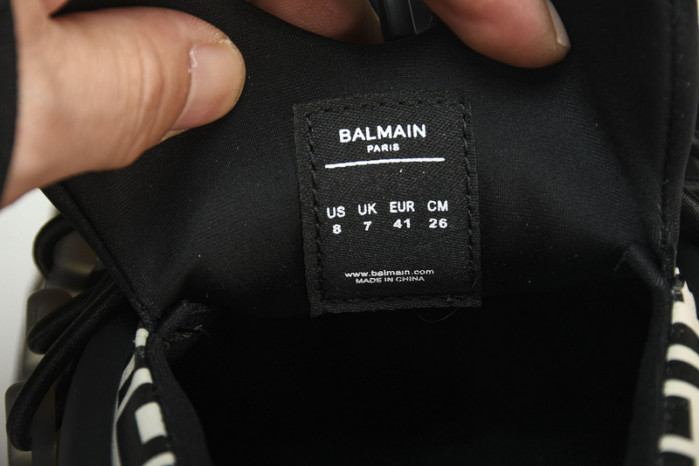 BALMAIN
PARIS
US UK EUR CM
8 7 41 26
www.balmain.com
MADE IN CHINA